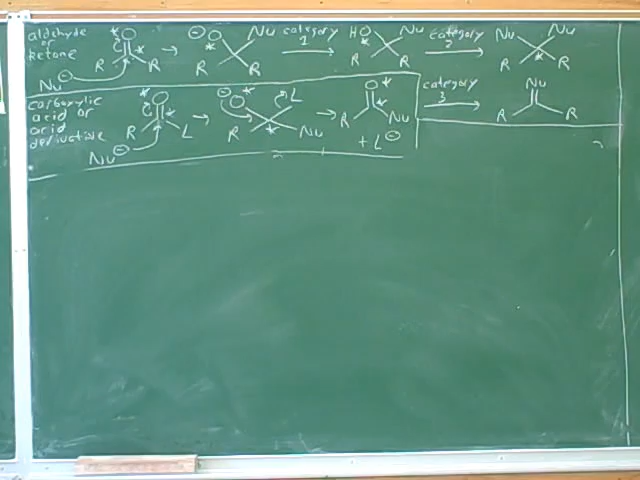 aldehyde
or
ketone
* O * → ⊖ O * Nu category 1 → HO * Nu category 2 → Nu Nu *
R R R R R R R R
Nu ⊖
carboxylic
acid or
acid
derivative
* O * → ⊖ O * L → O * category 3 → Nu
R L R * Nu R * Nu R R
Nu ⊖ + L ⊖